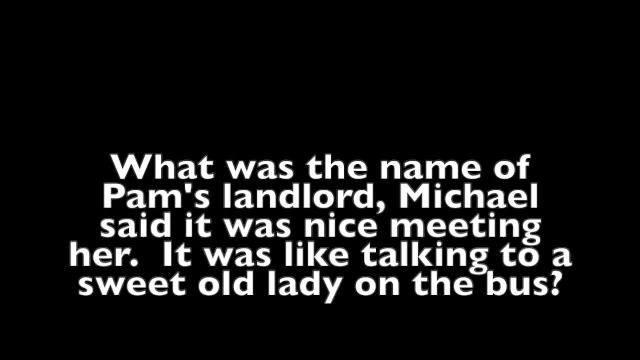 What was the name of
Pam's landlord, Michael
said it was nice meeting
her.  It was like talking to a
sweet old lady on the bus?